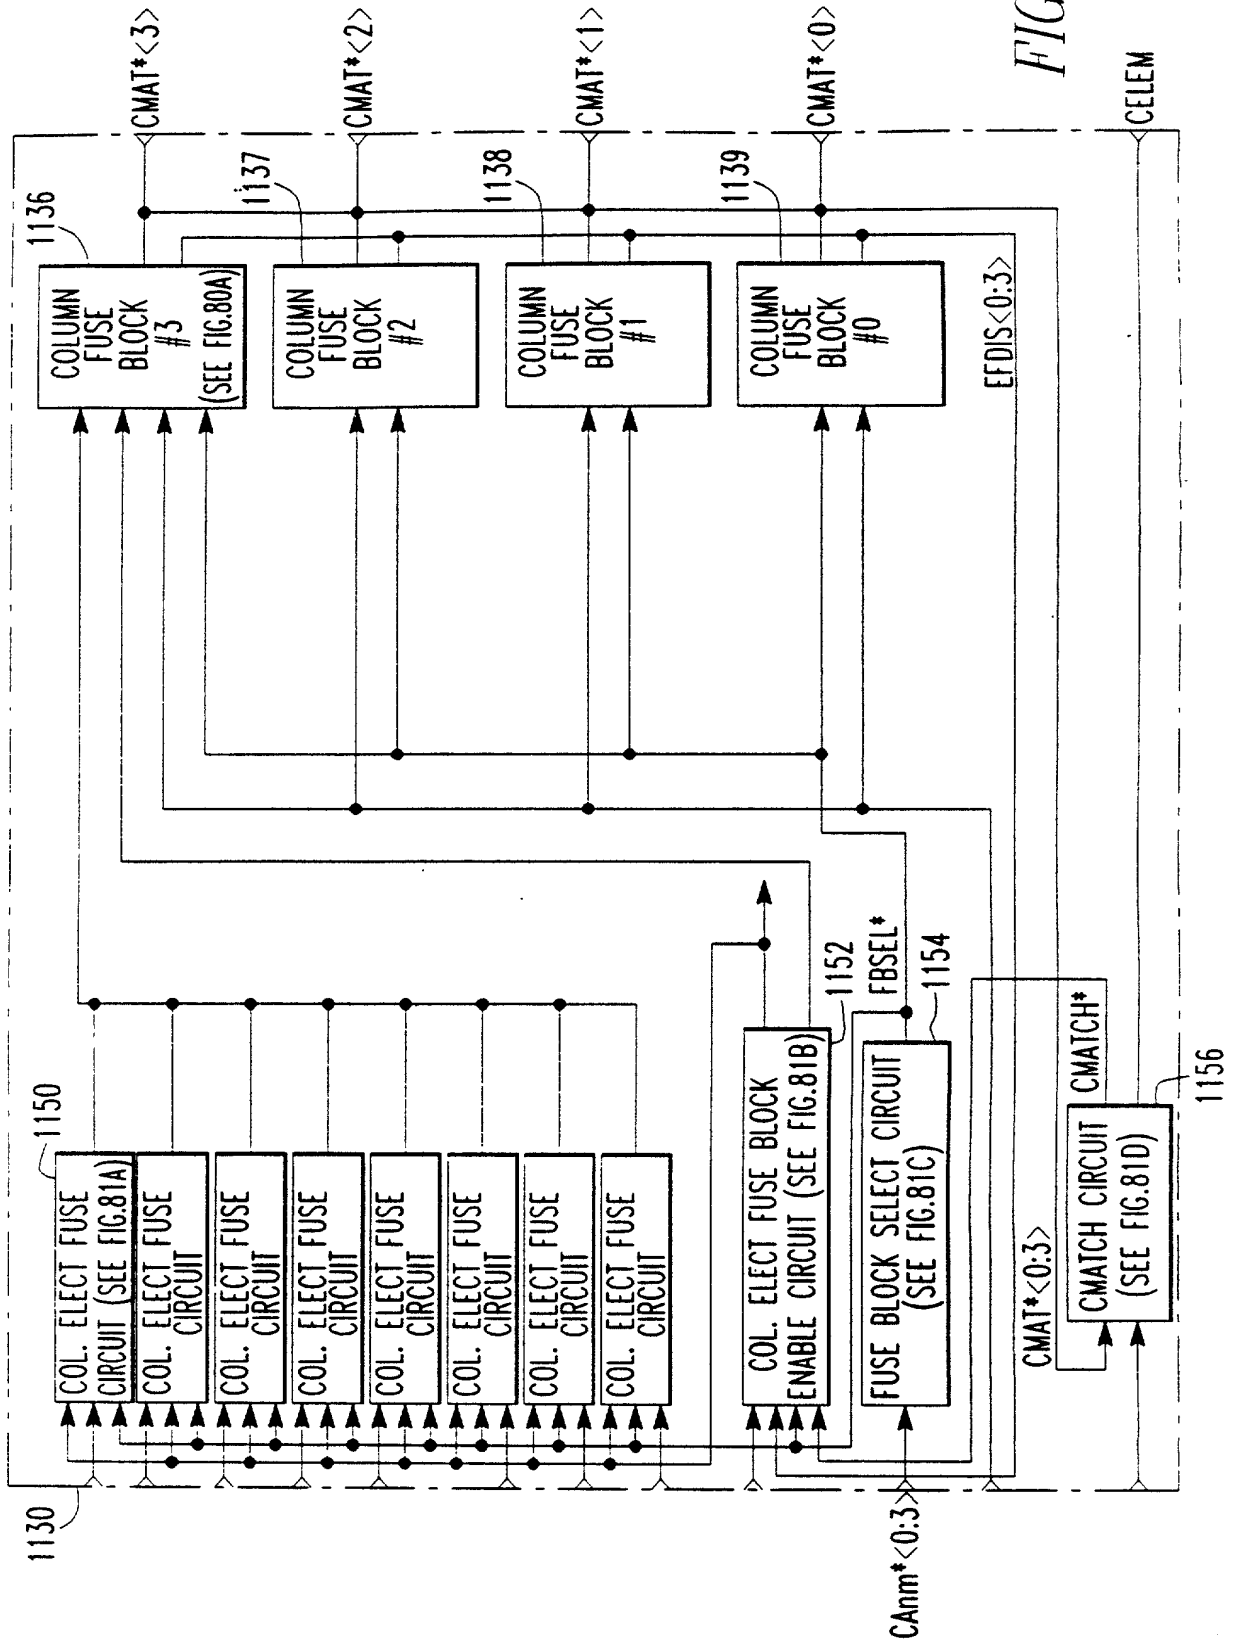 1130
1150
COL. ELECT FUSE
CIRCUIT (SEE FIG.81A)
COL. ELECT FUSE
CIRCUIT
COL. ELECT FUSE
CIRCUIT
COL. ELECT FUSE
CIRCUIT
COL. ELECT FUSE
CIRCUIT
COL. ELECT FUSE
CIRCUIT
COL. ELECT FUSE
CIRCUIT
COL. ELECT FUSE
CIRCUIT
COL. ELECT FUSE BLOCK
ENABLE CIRCUIT (SEE FIG.81B)
1152
FBSEL*
FUSE BLOCK SELECT CIRCUIT
(SEE FIG.81C)
1154
CAnm*<0:3>
CMAT*<0:3>
CMATCH CIRCUIT
(SEE FIG.81D)
CMATCH*
1156
1136
COLUMN
FUSE
BLOCK
#3
(SEE FIG.80A)
1137
COLUMN
FUSE
BLOCK
#2
1138
COLUMN
FUSE
BLOCK
#1
1139
COLUMN
FUSE
BLOCK
#0
EFDIS<0:3>
CMAT*<3>
CMAT*<2>
CMAT*<1>
CMAT*<0>
CELEM
FIG